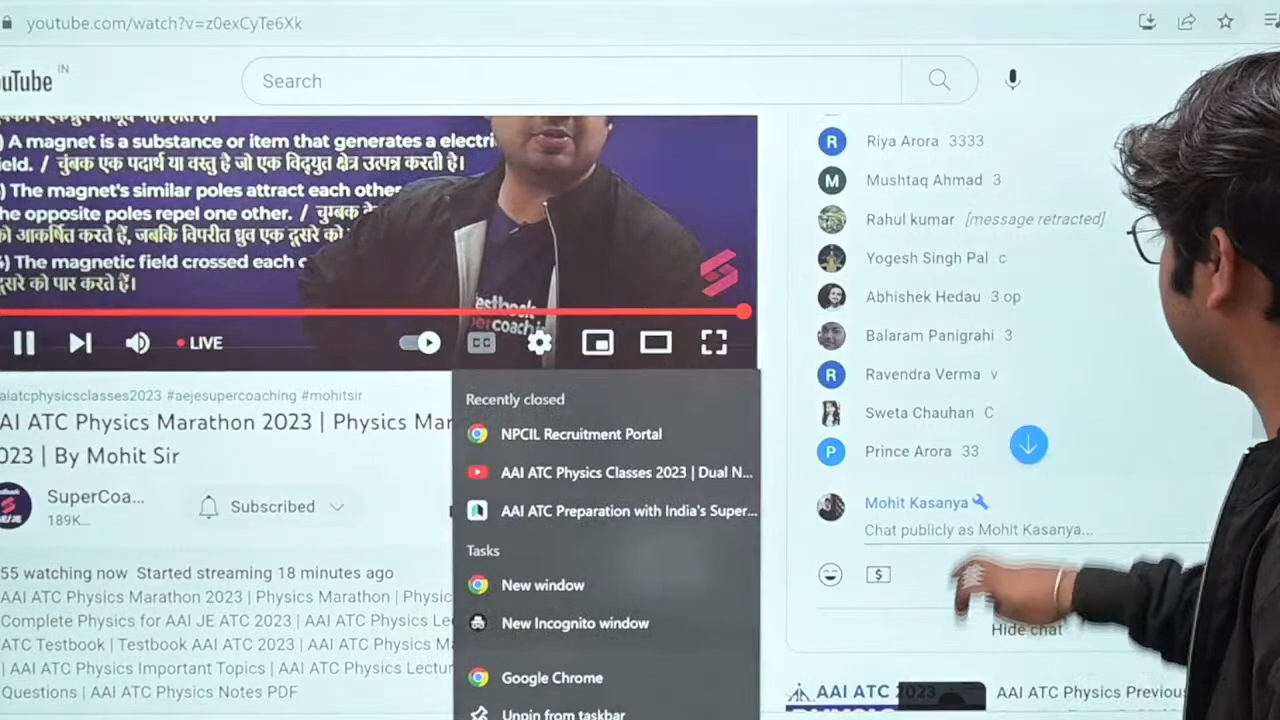 youtube.com/watch?v=z0exCyTe6Xk
uTube IN
Search
) A magnet is a substance or item that generates a electri
ield. / चुंबक एक पदार्थ या वस्तु है जो एक विद्युत क्षेत्र उत्पन्न करती है।
) The magnet's similar poles attract each other
he opposite poles repel one other. / चुम्बक के
को आकर्षित करते हैं, जबकि विपरीत ध्रुव एक दूसरे को
) The magnetic field crossed each
दूसरे को पार करते हैं।
LIVE
CC
Riya Arora 3333
Mushtaq Ahmad 3
Rahul kumar [message retracted]
Yogesh Singh Pal c
Abhishek Hedau 3 op
Balaram Panigrahi 3
R Ravendra Verma v
Sweta Chauhan C
P Prince Arora 33
Mohit Kasanya
Chat publicly as Mohit Kasanya...
$
Hide chat
aiatcphysicsclasses2023 #aejesupercoaching #mohitsir
AI ATC Physics Marathon 2023 | Physics Mar
023 | By Mohit Sir
SuperCoa...
189K...
Subscribed
55 watching now Started streaming 18 minutes ago
AAI ATC Physics Marathon 2023 | Physics Marathon | Physic
Complete Physics for AAI JE ATC 2023 | AAI ATC Physics Le
ATC Testbook | Testbook AAI ATC 2023 | AAI ATC Physics M
| AAI ATC Physics Important Topics | AAI ATC Physics Lectur
Questions | AAI ATC Physics Notes PDF
Recently closed
NPCIL Recruitment Portal
AAI ATC Physics Classes 2023 | Dual N...
AAI ATC Preparation with India's Super...
Tasks
New window
New Incognito window
Google Chrome
Unpin from taskbar
AAI ATC 2023
AAI ATC Physics Previous